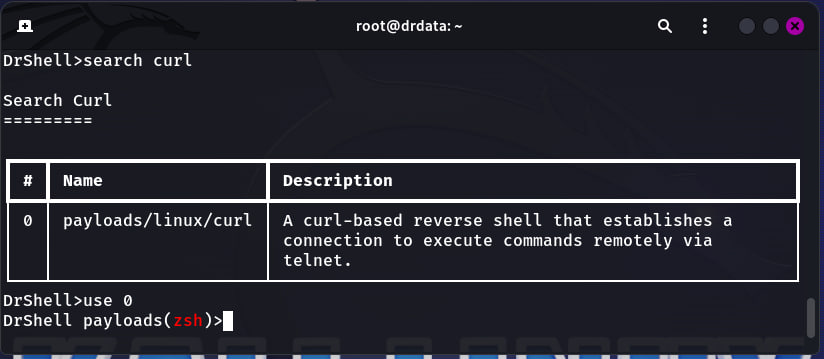 root@drdata: ~
DrShell>search curl
Search Curl
=========
# Name Description
0 payloads/linux/curl A curl-based reverse shell that establishes a
connection to execute commands remotely via
telnet.
DrShell>use 0
DrShell payloads(zsh)>